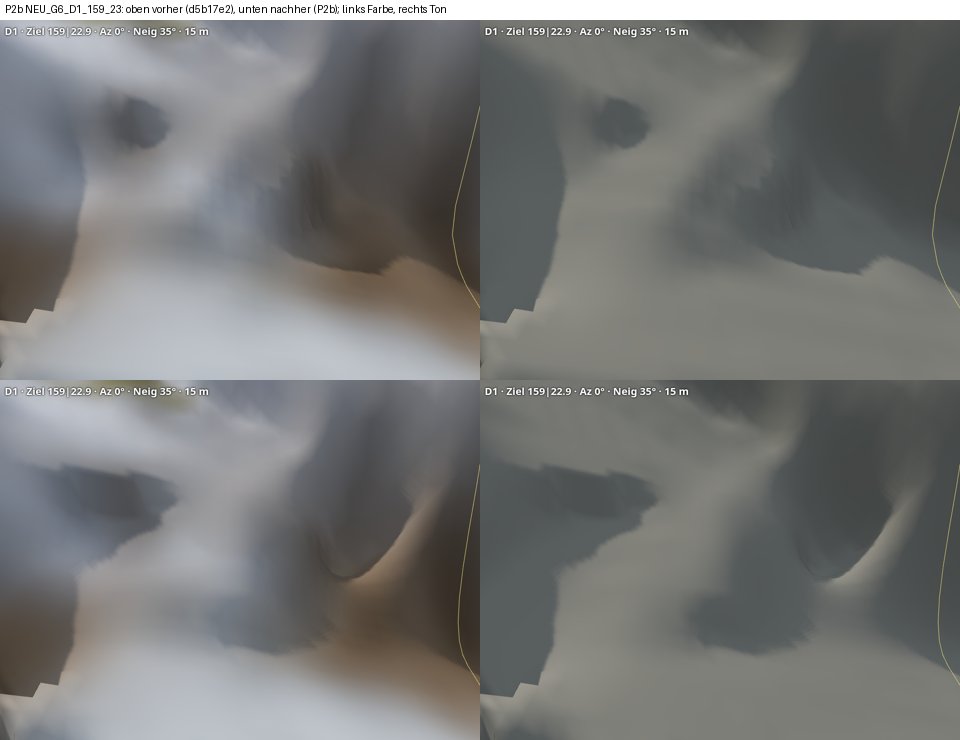 P2b NEU_G6_D1_159_23: oben vorher (d5b17e2), unten nachher (P2b); links Farbe, rechts Ton
D1 · Ziel 159|22.9 · Az 0° · Neig 35° · 15 m
D1 · Ziel 159|22.9 · Az 0° · Neig 35° · 15 m
D1 · Ziel 159|22.9 · Az 0° · Neig 35° · 15 m
D1 · Ziel 159|22.9 · Az 0° · Neig 35° · 15 m